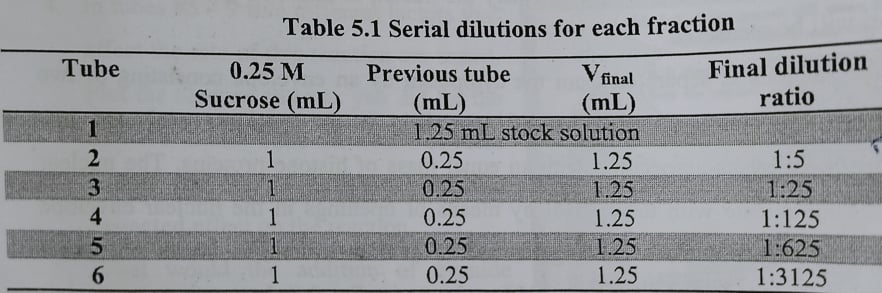 Table 5.1 Serial dilutions for each fraction
Tube 0.25 M Previous tube V final Final dilution
Sucrose (mL) (mL) (mL) ratio
1 1.25 mL stock solution
2 1 0.25 1.25 1:5
3 1 0.25 1.25 1:25
4 1 0.25 1.25 1:125
5 1 0.25 1.25 1:625
6 1 0.25 1.25 1:3125